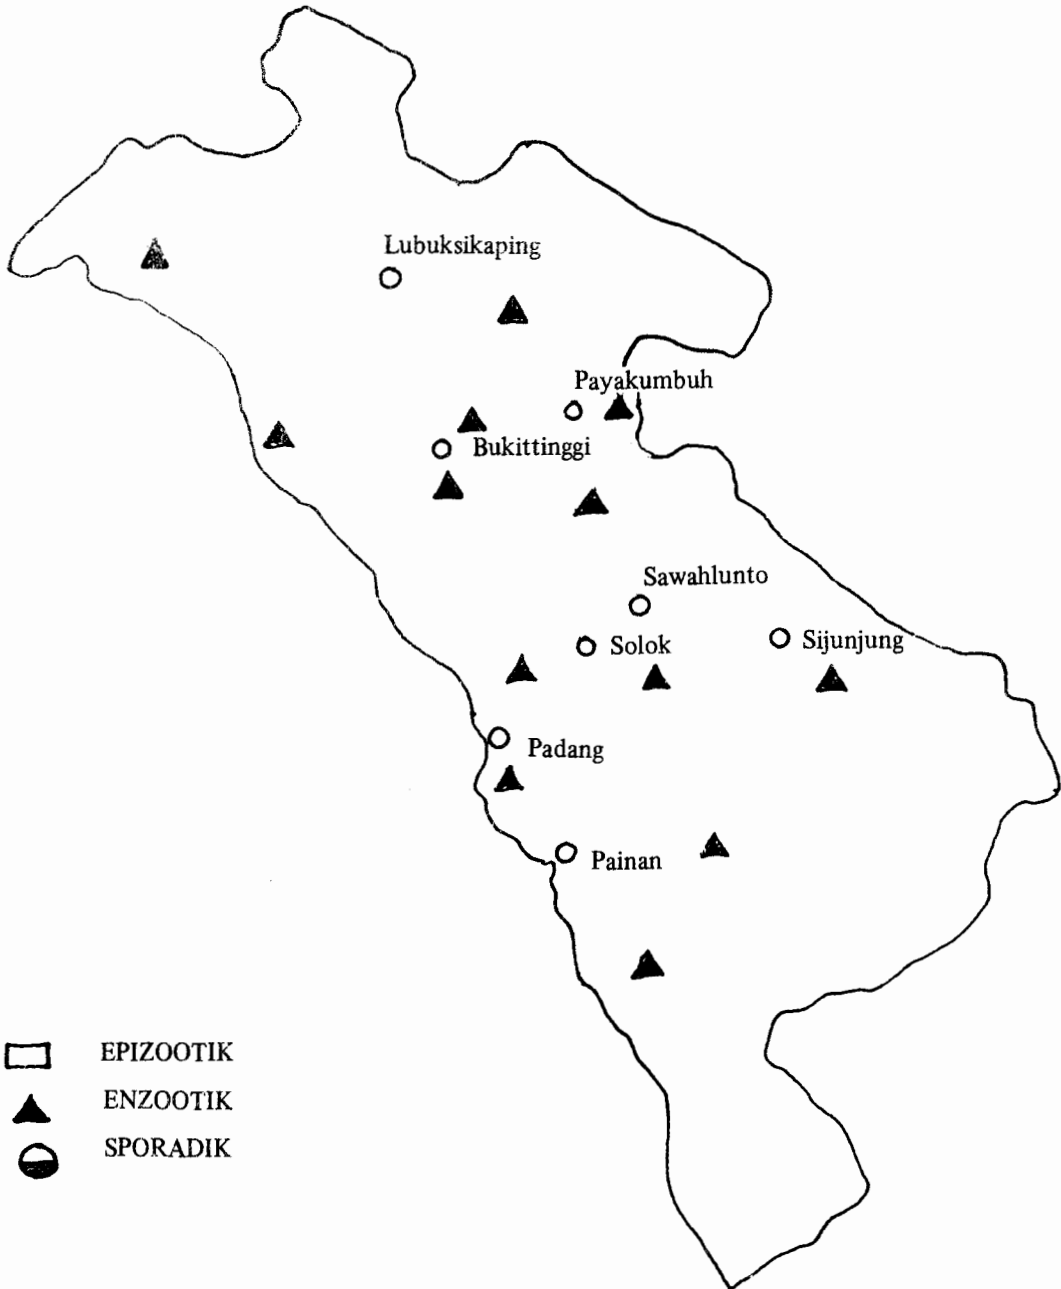 Lubuksikaping
Payakumbuh
Bukittinggi
Sawahlunto
Solok
Sijunjung
Padang
Painan
EPIZOOTIK
ENZOOTIK
SPORADIK